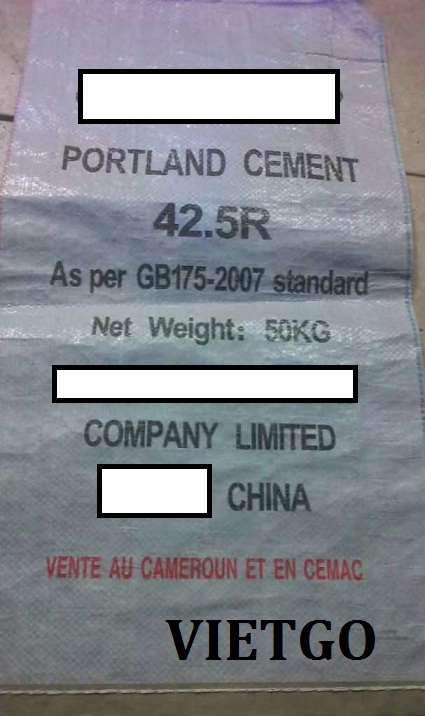 PORTLAND CEMENT
42.5R
As per GB175-2007 standard
Net Weight: 50KG
COMPANY LIMITED
CHINA
VENTE AU CAMEROUN ET EN CEMAC
VIETGO